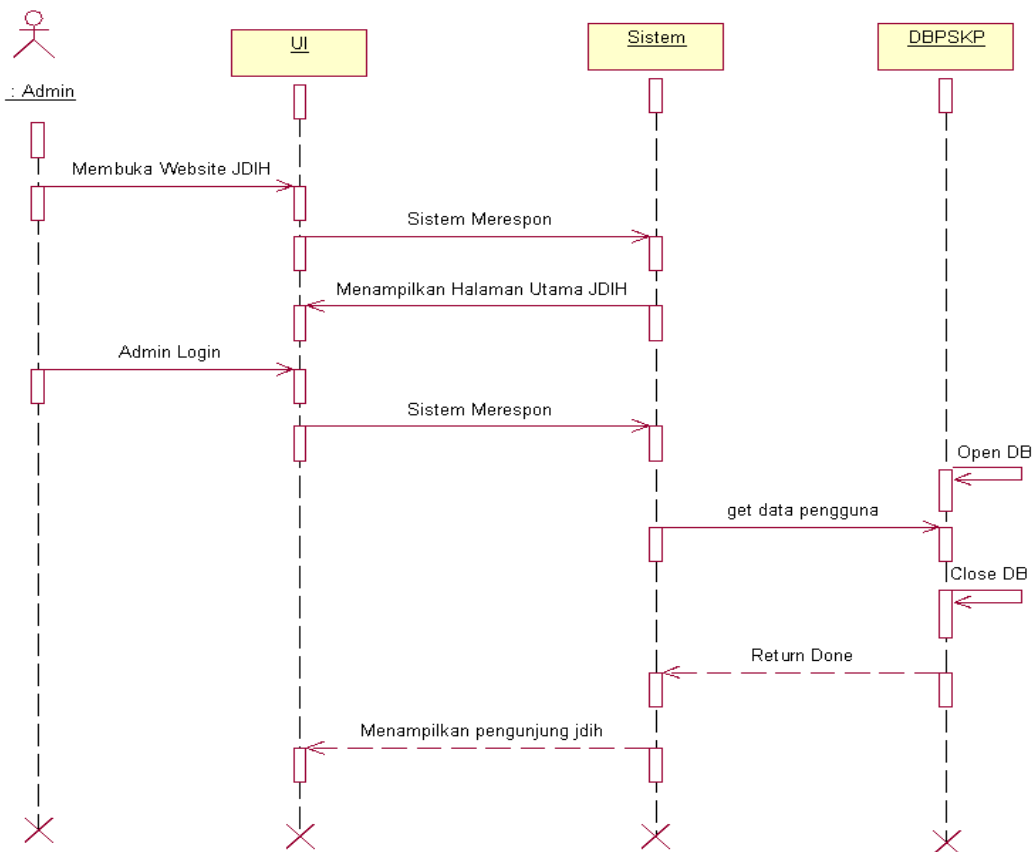 UI
Sistem
DBPSKP
: Admin
Membuka Website JDIH
Sistem Merespon
Menampilkan Halaman Utama JDIH
Admin Login
Sistem Merespon
Open DB
get data pengguna
Close DB
Return Done
Menampilkan pengunjung jdih